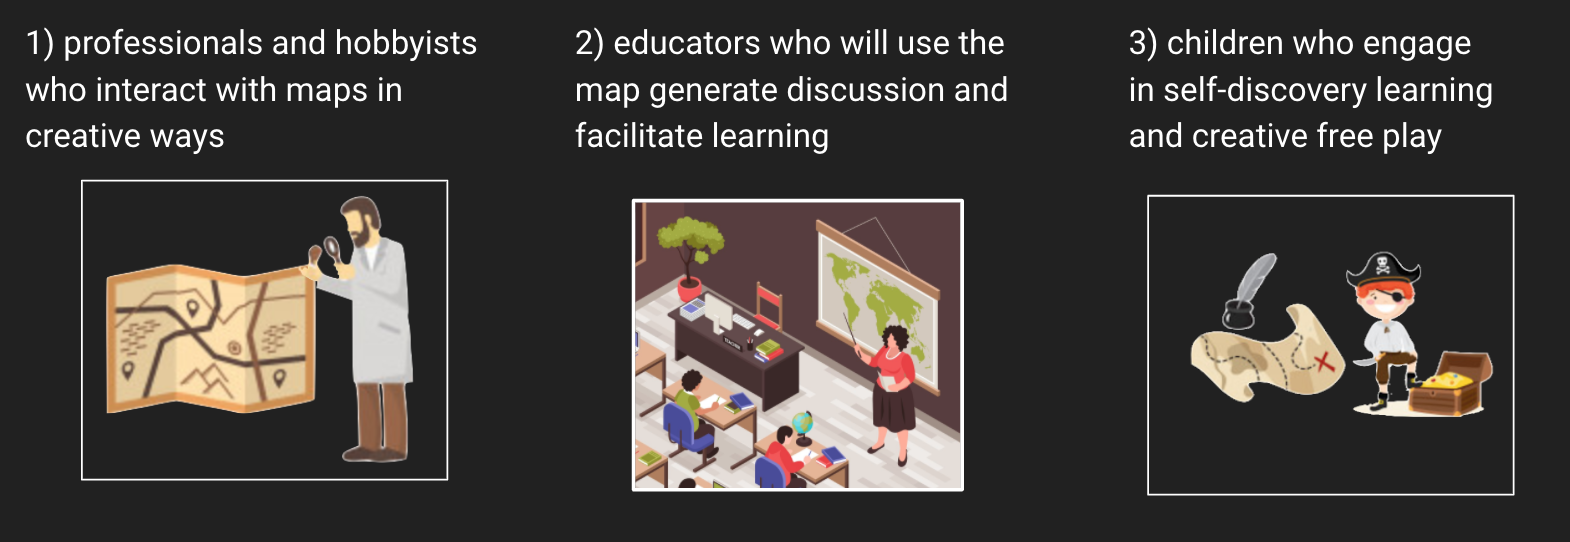 1) professionals and hobbyists
who interact with maps in
creative ways
2) educators who will use the
map generate discussion and
facilitate learning
3) children who engage
in self-discovery learning
and creative free play